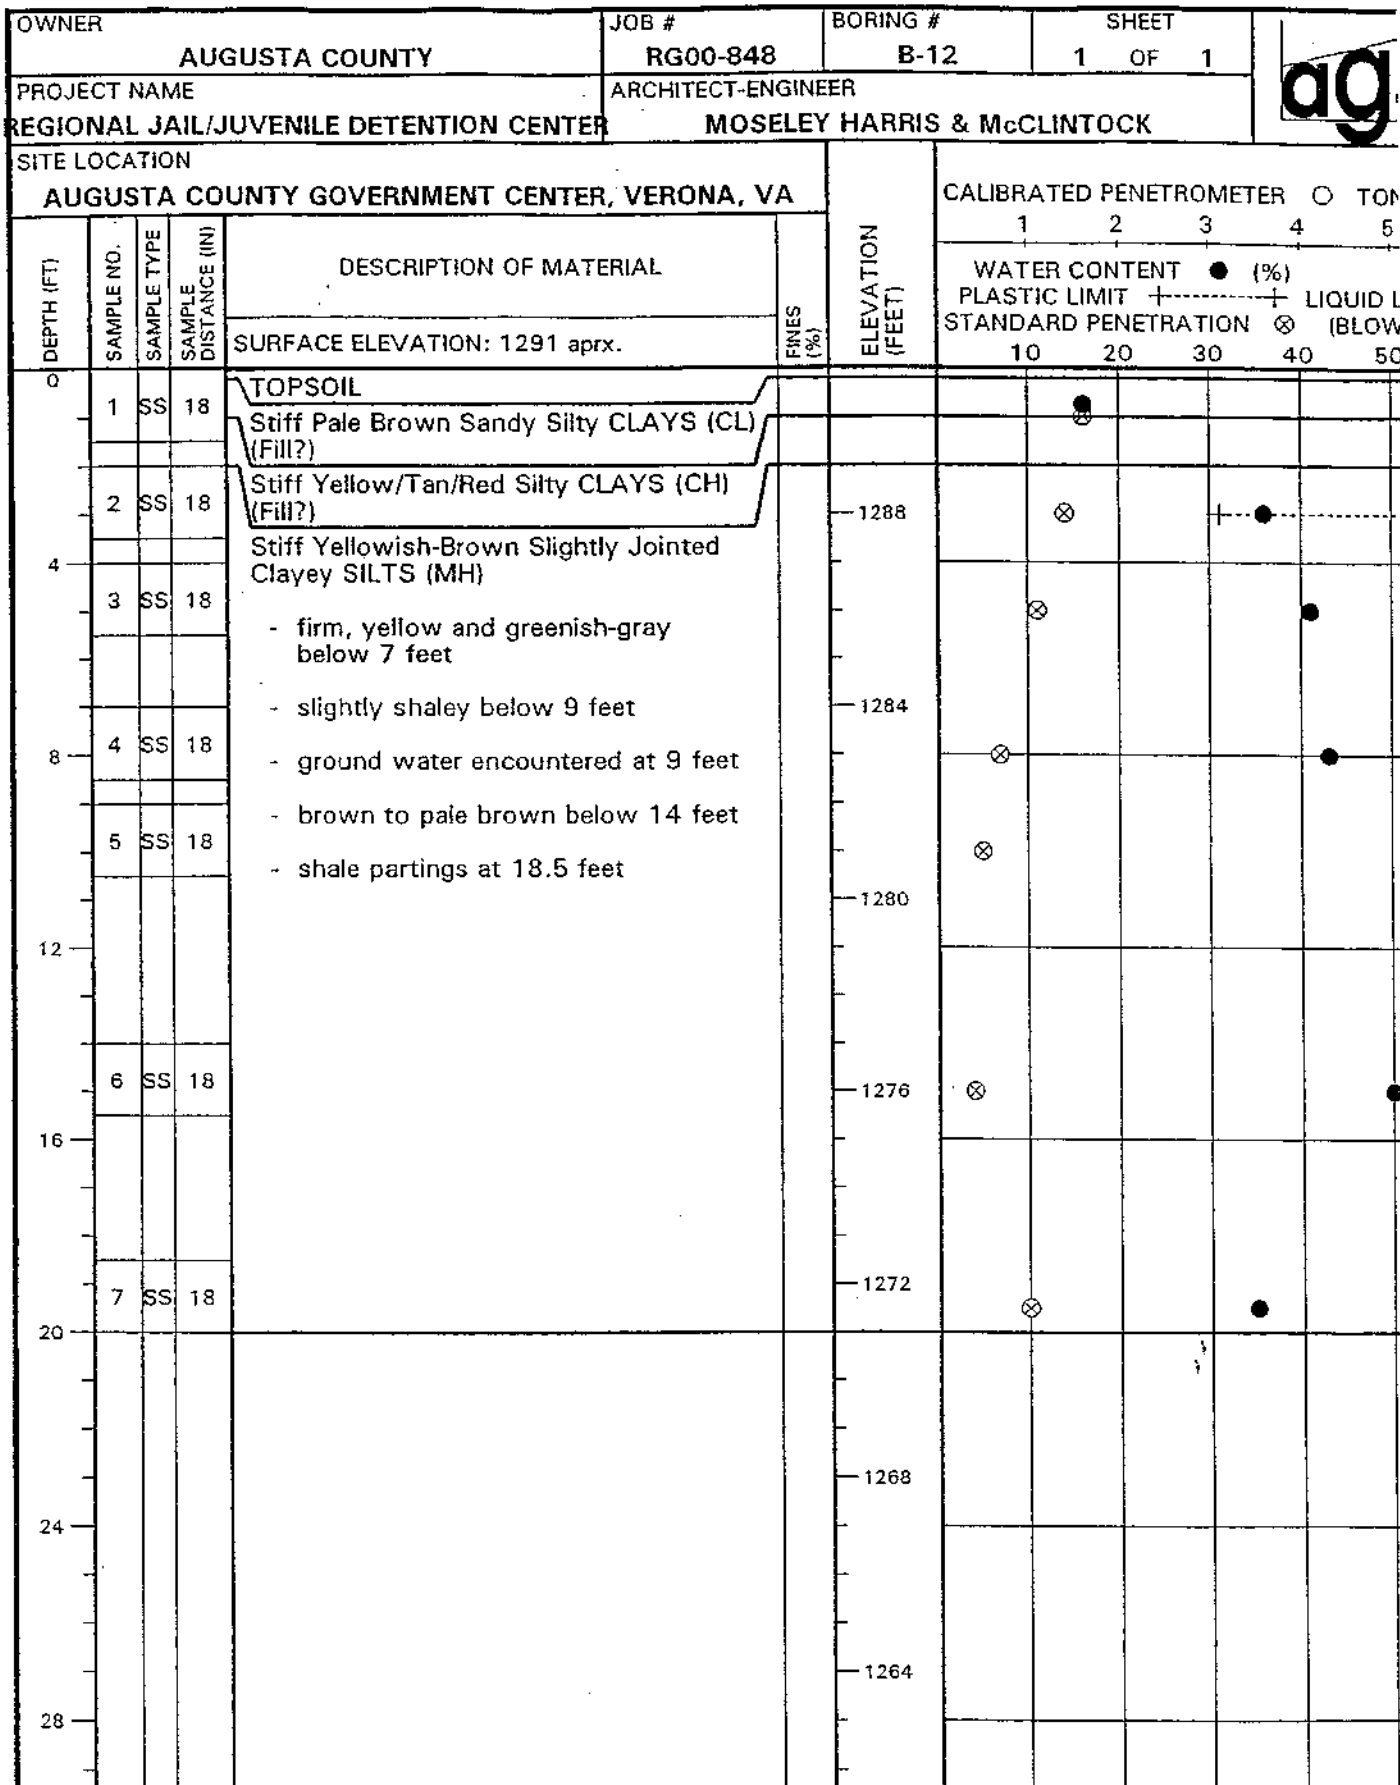 OWNER
AUGUSTA COUNTY
JOB #
RG00-848
BORING #
B-12
SHEET
1 OF 1
ag
PROJECT NAME
REGIONAL JAIL/JUVENILE DETENTION CENTER
ARCHITECT-ENGINEER
MOSELEY HARRIS & McCLINTOCK
SITE LOCATION
AUGUSTA COUNTY GOVERNMENT CENTER, VERONA, VA
DEPTH (FT)
SAMPLE NO.
SAMPLE TYPE
SAMPLE DISTANCE (IN)
DESCRIPTION OF MATERIAL
SURFACE ELEVATION: 1291 aprx.
FINES (%)
ELEVATION (FEET)
CALIBRATED PENETROMETER TON
1 2 3 4 5
WATER CONTENT (%)
PLASTIC LIMIT LIQUID L
STANDARD PENETRATION (BLOW
10 20 30 40 50
0
1 SS 18
TOPSOIL
Stiff Pale Brown Sandy Silty CLAYS (CL)
(Fill?)
2 SS 18
Stiff Yellow/Tan/Red Silty CLAYS (CH)
(Fill?)
1288
Stiff Yellowish-Brown Slightly Jointed
Clayey SILTS (MH)
4
3 SS 18
- firm, yellow and greenish-gray
below 7 feet
- slightly shaley below 9 feet
1284
8
4 SS 18
- ground water encountered at 9 feet
- brown to pale brown below 14 feet
5 SS 18
- shale partings at 18.5 feet
1280
12
6 SS 18
1276
16
7 SS 18
1272
20
1268
24
1264
28